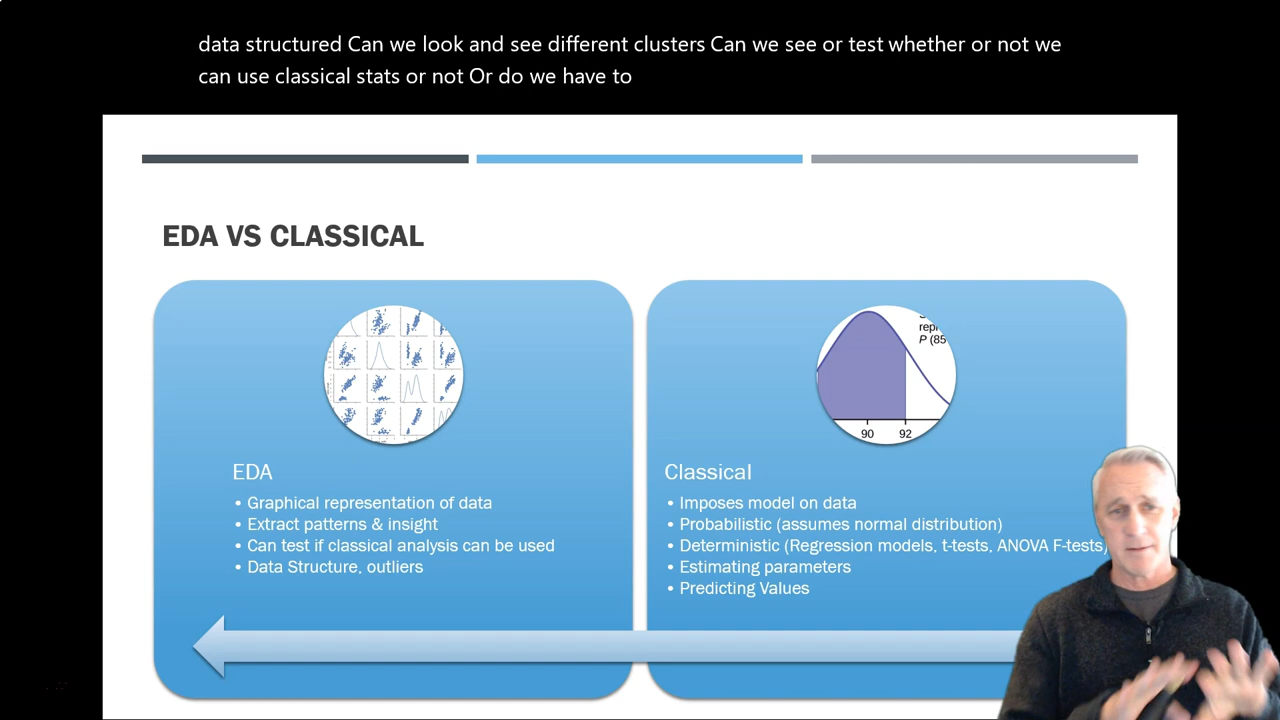 data structured Can we look and see different clusters Can we see or test whether or not we
can use classical stats or not Or do we have to
EDA VS CLASSICAL
EDA
• Graphical representation of data
• Extract patterns & insight
• Can test if classical analysis can be used
• Data Structure, outliers
repr
P (85
90 92
Classical
• Imposes model on data
• Probabilistic (assumes normal distribution)
• Deterministic (Regression models, t-tests, ANOVA F-tests)
• Estimating parameters
• Predicting Values